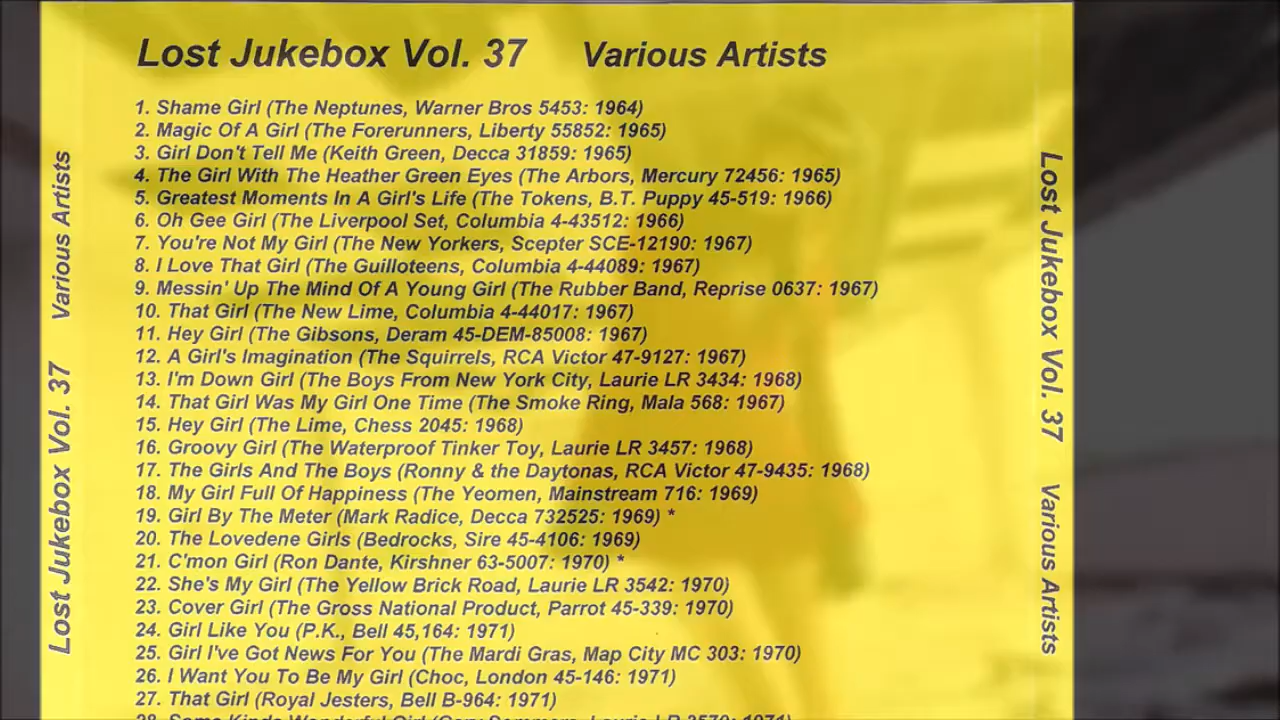 Lost Jukebox Vol. 37 Various Artists
1. Shame Girl (The Neptunes, Warner Bros 5453: 1964)
2. Magic Of A Girl (The Forerunners, Liberty 55852: 1965)
3. Girl Don't Tell Me (Keith Green, Decca 31859: 1965)
4. The Girl With The Heather Green Eyes (The Arbors, Mercury 72456: 1965)
5. Greatest Moments In A Girl's Life (The Tokens, B.T. Puppy 45-519: 1966)
6. Oh Gee Girl (The Liverpool Set, Columbia 4-43512: 1966)
7. You're Not My Girl (The New Yorkers, Scepter SCE-12190: 1967)
8. I Love That Girl (The Guilloteens, Columbia 4-44089: 1967)
9. Messin' Up The Mind Of A Young Girl (The Rubber Band, Reprise 0637: 1967)
10. That Girl (The New Lime, Columbia 4-44017: 1967)
11. Hey Girl (The Gibsons, Deram 45-DEM-85008: 1967)
12. A Girl's Imagination (The Squirrels, RCA Victor 47-9127: 1967)
13. I'm Down Girl (The Boys From New York City, Laurie LR 3434: 1968)
14. That Girl Was My Girl One Time (The Smoke Ring, Mala 568: 1967)
15. Hey Girl (The Lime, Chess 2045: 1968)
16. Groovy Girl (The Waterproof Tinker Toy, Laurie LR 3457: 1968)
17. The Girls And The Boys (Ronny & the Daytonas, RCA Victor 47-9435: 1968)
18. My Girl Full Of Happiness (The Yeomen, Mainstream 716: 1969)
19. Girl By The Meter (Mark Radice, Decca 732525: 1969) *
20. The Lovedene Girls (Bedrocks, Sire 45-4106: 1969)
21. C'mon Girl (Ron Dante, Kirshner 63-5007: 1970) *
22. She's My Girl (The Yellow Brick Road, Laurie LR 3542: 1970)
23. Cover Girl (The Gross National Product, Parrot 45-339: 1970)
24. Girl Like You (P.K., Bell 45,164: 1971)
25. Girl I've Got News For You (The Mardi Gras, Map City MC 303: 1970)
26. I Want You To Be My Girl (Choc, London 45-146: 1971)
27. That Girl (Royal Jesters, Bell B-964: 1971)
Lost Jukebox Vol. 37 Various Artists
Lost Jukebox Vol. 37 Various Artists